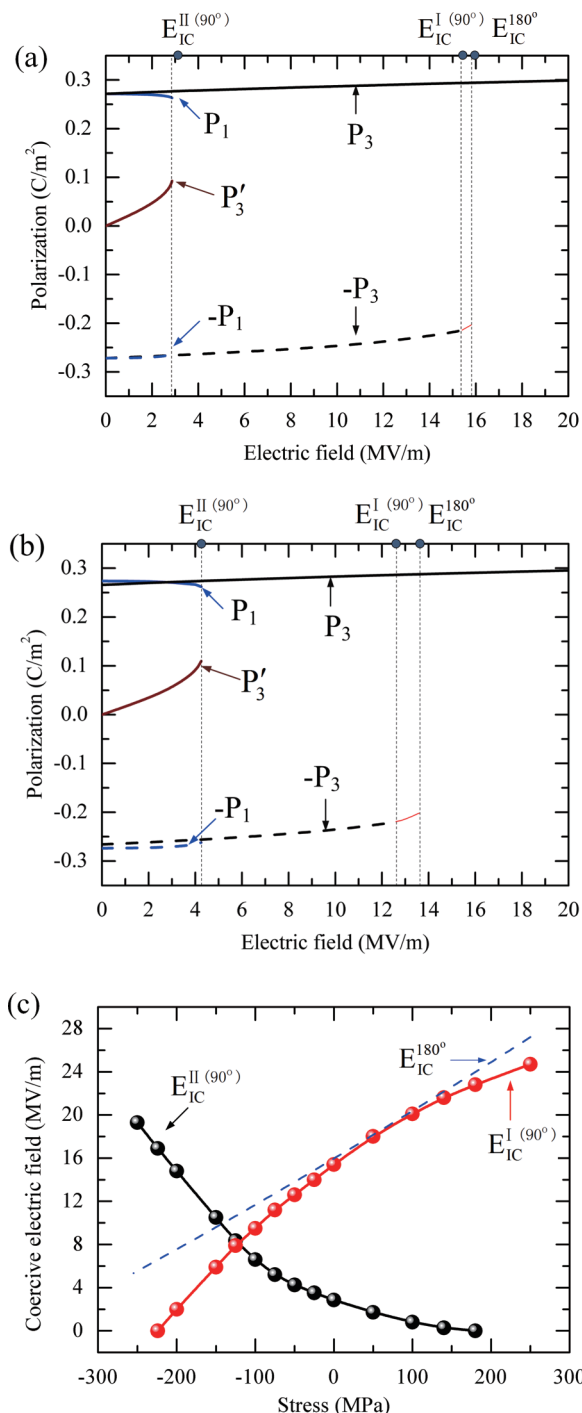 (a)
E_IC^II (90°) E_IC^I (90°) E_IC^180°
0.3
0.2
0.1
0.0
-0.1
-0.2
-0.3
Polarization (C/m²)
P₁
P₃
P₃′
-P₁
-P₃
0 2 4 6 8 10 12 14 16 18 20
Electric field (MV/m)
(b)
E_IC^II (90°) E_IC^I (90°) E_IC^180°
0.3
0.2
0.1
0.0
-0.1
-0.2
-0.3
Polarization (C/m²)
P₁
P₃
P₃′
-P₁
-P₃
0 2 4 6 8 10 12 14 16 18 20
Electric field (MV/m)
(c)
28
24
20
16
12
8
4
0
Coercive electric field (MV/m)
E_IC^II (90°)
E_IC^180°
E_IC^I (90°)
-300 -200 -100 0 100 200 300
Stress (MPa)